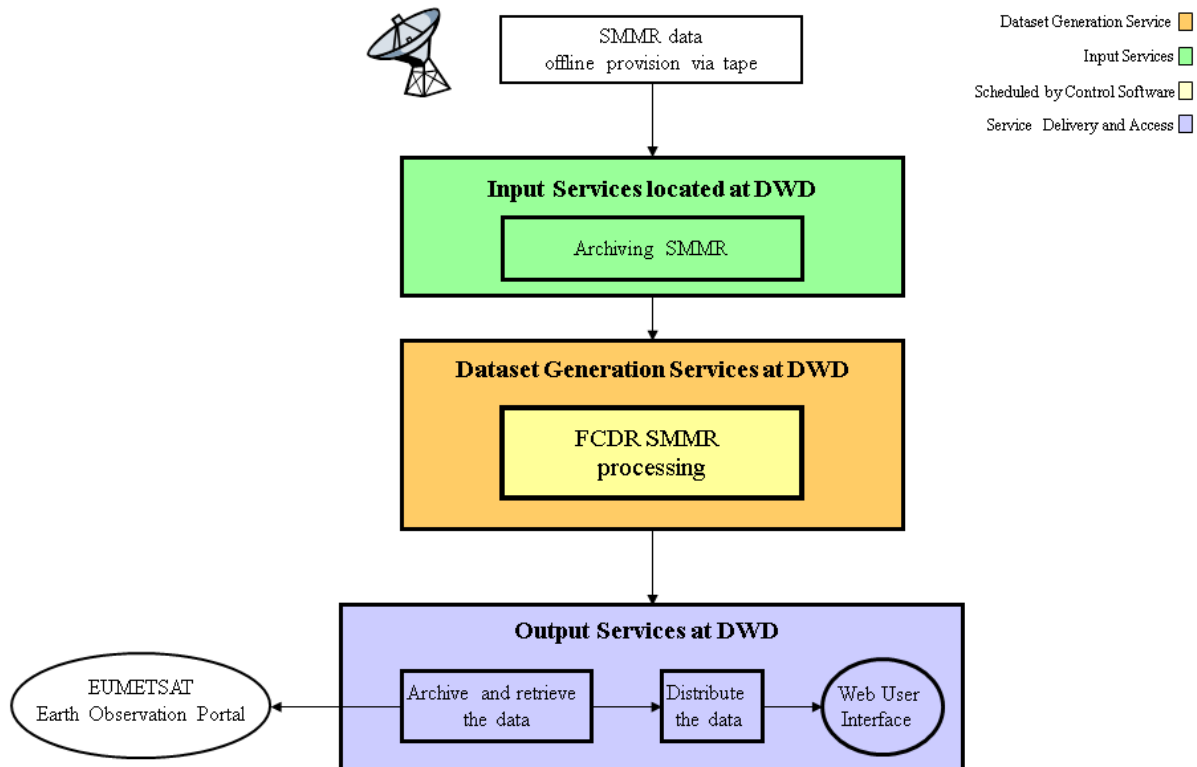 SMMR data
offline provision via tape
Dataset Generation Service
Input Services
Scheduled by Control Software
Service Delivery and Access
Input Services located at DWD
Archiving SMMR
Dataset Generation Services at DWD
FCDR SMMR
processing
Output Services at DWD
EUMETSAT
Earth Observation Portal
Archive and retrieve
the data
Distribute
the data
Web User
Interface